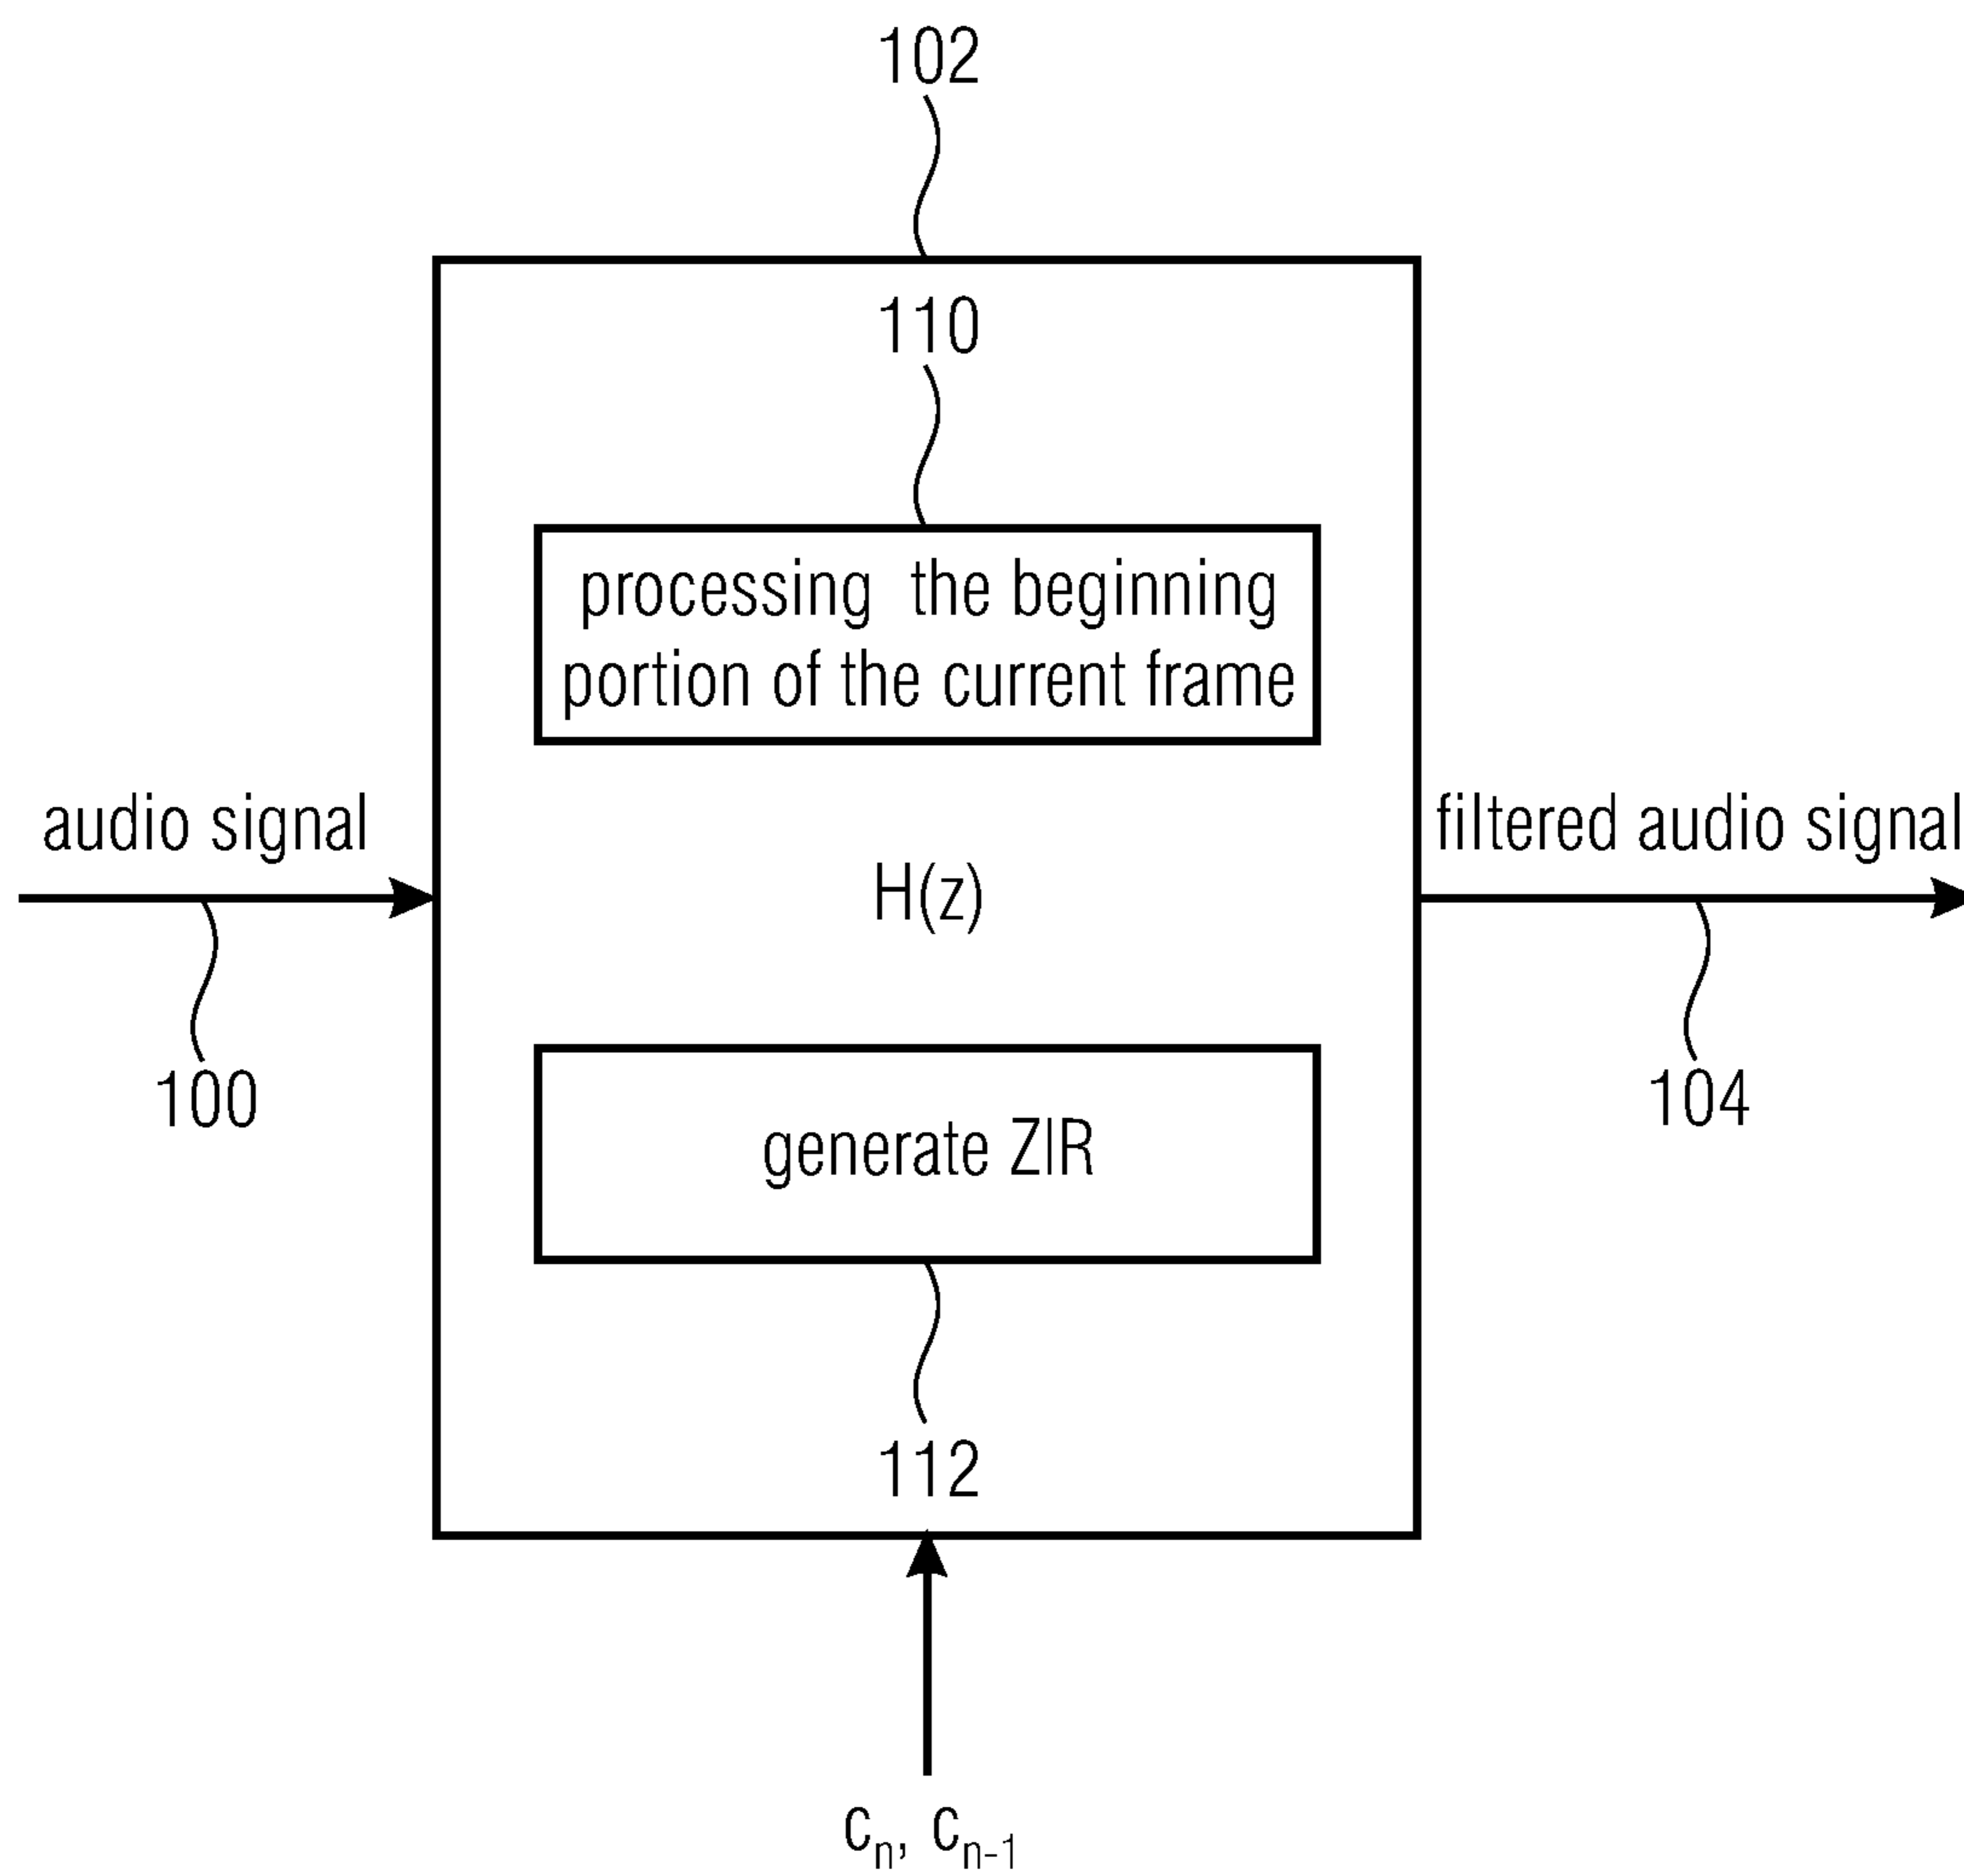 102
110
processing the beginning
portion of the current frame
audio signal
filtered audio signal
H(z)
100
104
generate ZIR
112
cₙ, cₙ₋₁